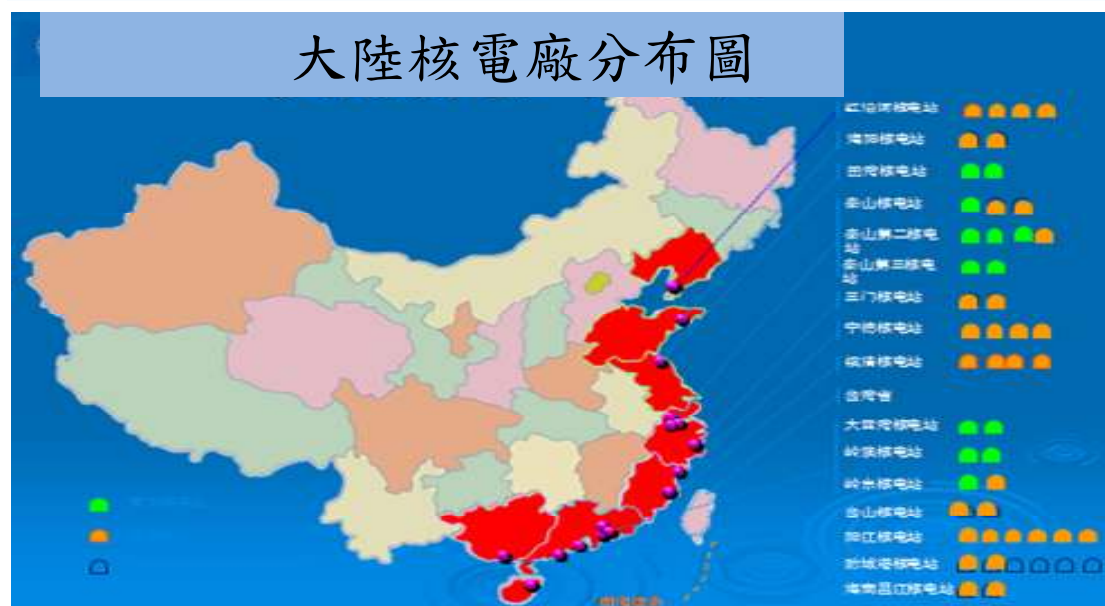 大陸核電廠分布圖
红沿河核电站
海阳核电站
田湾核电站
秦山核电站
秦山第二核电
站
秦山第三核电
站
三门核电站
宁德核电站
福清核电站
台湾省
大亚湾核电站
岭澳核电站
岭东核电站
台山核电站
阳江核电站
防城港核电站
海南昌江核电站